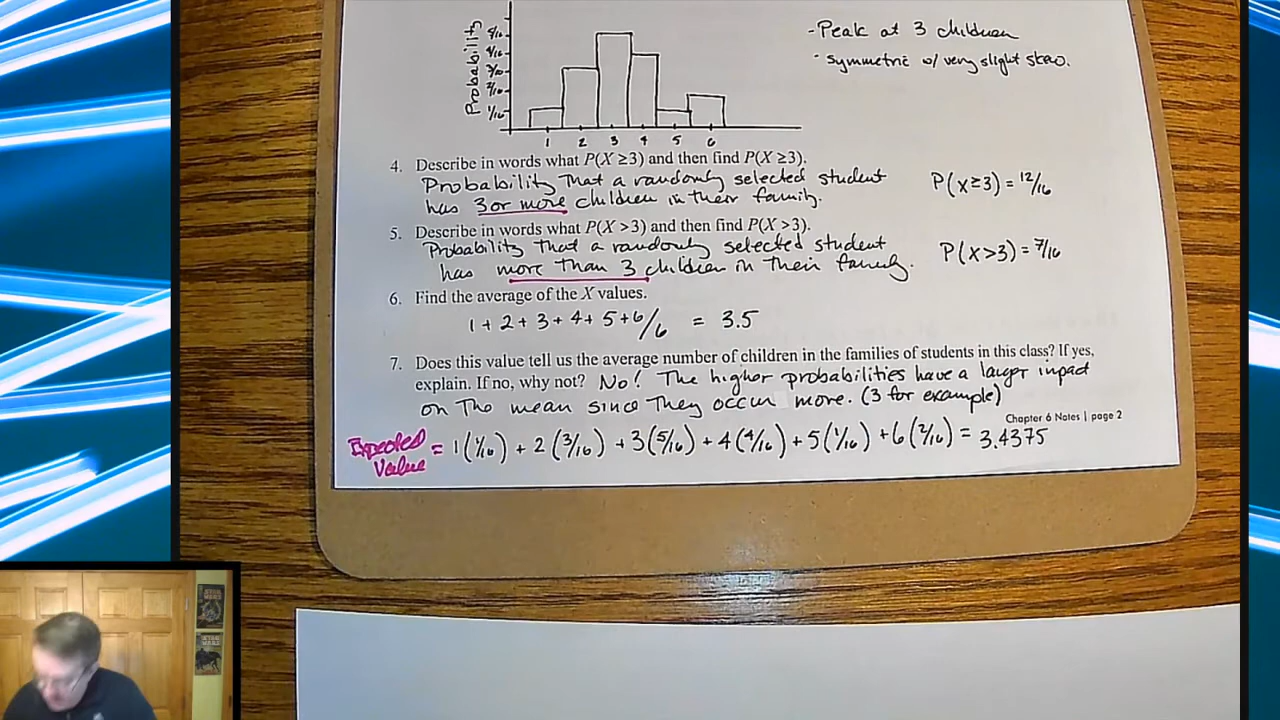 Probability
5/16
4/16
3/16
2/16
1/16
1 2 3 4 5 6
-Peak at 3 children
- symmetric w/ very slight skew.
4. Describe in words what P(X ≥3) and then find P(X ≥3).
Probability that a randomly selected student
has 3 or more children in their family.
P(X≥3) = 12/16
5. Describe in words what P(X >3) and then find P(X >3).
Probability that a randomly selected student
has more than 3 children in their family.
P(X>3) = 7/16
6. Find the average of the X values.
1 + 2 + 3 + 4 + 5 + 6/6 = 3.5
7. Does this value tell us the average number of children in the families of students in this class? If yes,
explain. If no, why not? No! The higher probabilities have a larger impact
on the mean since they occur more. (3 for example)
Chapter 6 Notes | page 2
Expected Value = 1(1/16) + 2(3/16) + 3(5/16) + 4(4/16) + 5(1/16) + 6(2/16) = 3.4375